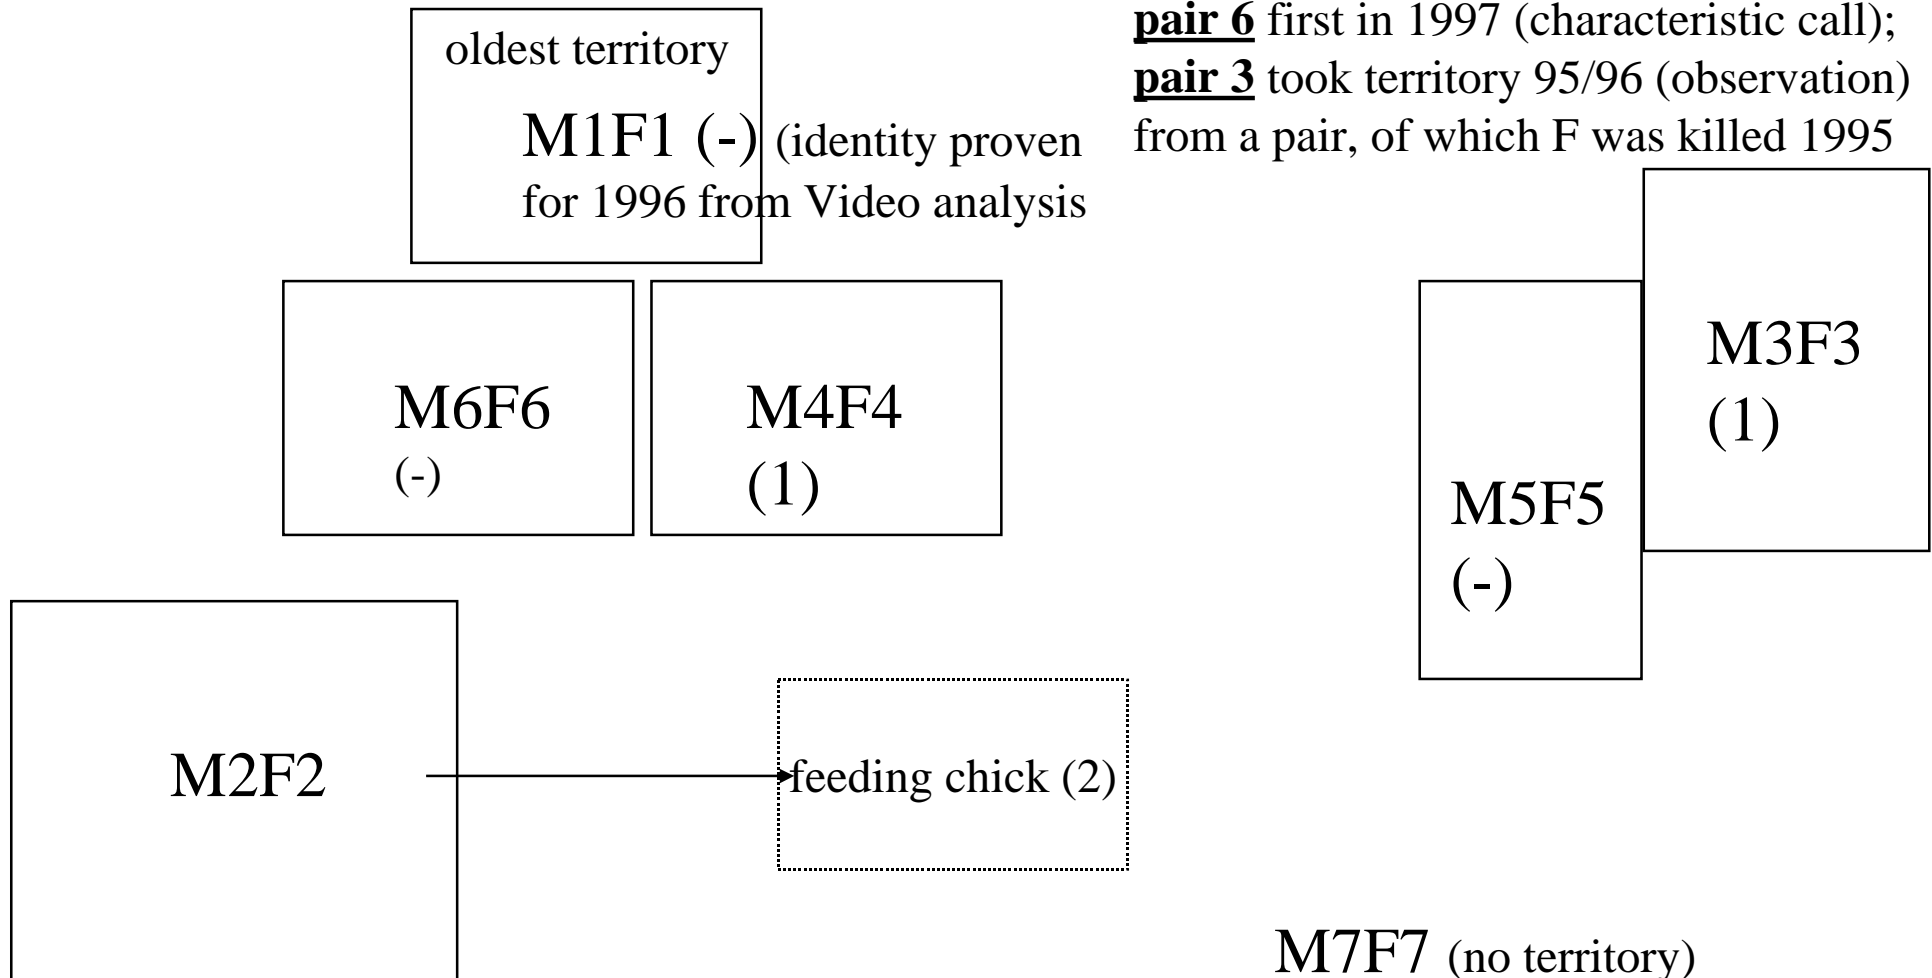 oldest territory
M1F1 (-) (identity proven
for 1996 from Video analysis
pair 6 first in 1997 (characteristic call);
pair 3 took territory 95/96 (observation)
from a pair, of which F was killed 1995
M6F6
(-)
M4F4
(1)
M3F3
(1)
M5F5
(-)
M2F2
feeding chick (2)
M7F7 (no territory)